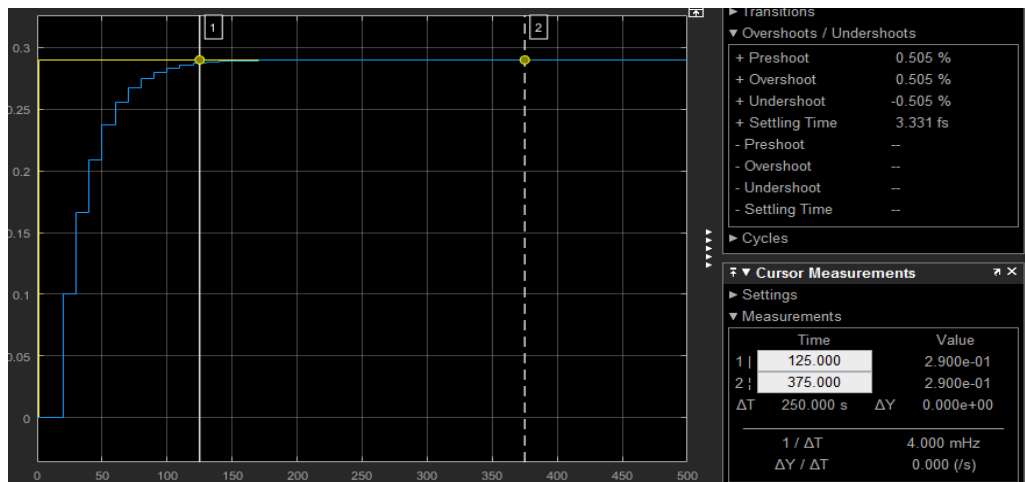 1
2
0.3
0.25
0.2
0.15
0.1
0.05
0
0 50 100 150 200 250 300 350 400 450 500
▶ Transitions
▼ Overshoots / Undershoots
+ Preshoot 0.505 %
+ Overshoot 0.505 %
+ Undershoot -0.505 %
+ Settling Time 3.331 fs
- Preshoot --
- Overshoot --
- Undershoot --
- Settling Time --
▶ Cycles
▼ Cursor Measurements
▶ Settings
▼ Measurements
Time Value
1 | 125.000 2.900e-01
2 ¦ 375.000 2.900e-01
ΔT 250.000 s ΔY 0.000e+00
1 / ΔT 4.000 mHz
ΔY / ΔT 0.000 (/s)